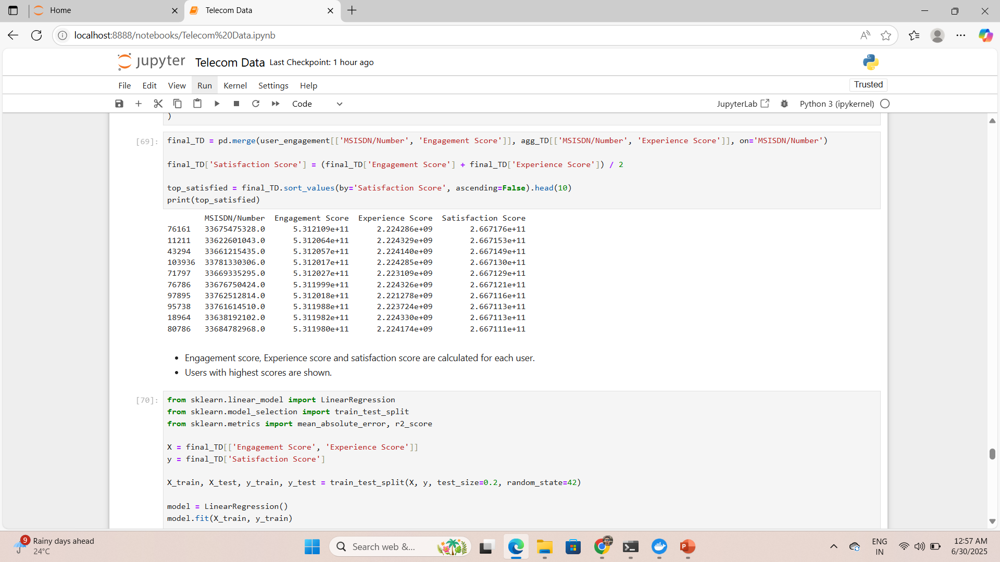 Home
Telecom Data
localhost:8888/notebooks/Telecom%20Data.ipynb
jupyter Telecom Data Last Checkpoint: 1 hour ago
File Edit View Run Kernel Settings Help
Trusted
Code
JupyterLab
Python 3 (ipykernel)
)
[69]:
final_TD = pd.merge(user_engagement[['MSISDN/Number', 'Engagement Score']], agg_TD[['MSISDN/Number', 'Experience Score']], on='MSISDN/Number')
final_TD['Satisfaction Score'] = (final_TD['Engagement Score'] + final_TD['Experience Score']) / 2
top_satisfied = final_TD.sort_values(by='Satisfaction Score', ascending=False).head(10)
print(top_satisfied)
MSISDN/Number Engagement Score Experience Score Satisfaction Score
76161 33675475328.0 5.312109e+11 2.224286e+09 2.667176e+11
11211 33622601043.0 5.312064e+11 2.224329e+09 2.667153e+11
43294 33661215435.0 5.312057e+11 2.224140e+09 2.667149e+11
103936 33781330306.0 5.312017e+11 2.224285e+09 2.667130e+11
71797 33669335295.0 5.312027e+11 2.223109e+09 2.667129e+11
76786 33676750424.0 5.311999e+11 2.224326e+09 2.667121e+11
97895 33762512814.0 5.312018e+11 2.221278e+09 2.667116e+11
95738 33761614510.0 5.311988e+11 2.223724e+09 2.667113e+11
18964 33638192102.0 5.311982e+11 2.224330e+09 2.667113e+11
80786 33684782968.0 5.311980e+11 2.224174e+09 2.667111e+11
• Engagement score, Experience score and satisfaction score are calculated for each user.
• Users with highest scores are shown.
[70]:
from sklearn.linear_model import LinearRegression
from sklearn.model_selection import train_test_split
from sklearn.metrics import mean_absolute_error, r2_score
X = final_TD[['Engagement Score', 'Experience Score']]
y = final_TD['Satisfaction Score']
X_train, X_test, y_train, y_test = train_test_split(X, y, test_size=0.2, random_state=42)
model = LinearRegression()
model.fit(X_train, y_train)
9
Rainy days ahead
24°C
Search web &...
ENG
IN
12:57 AM
6/30/2025